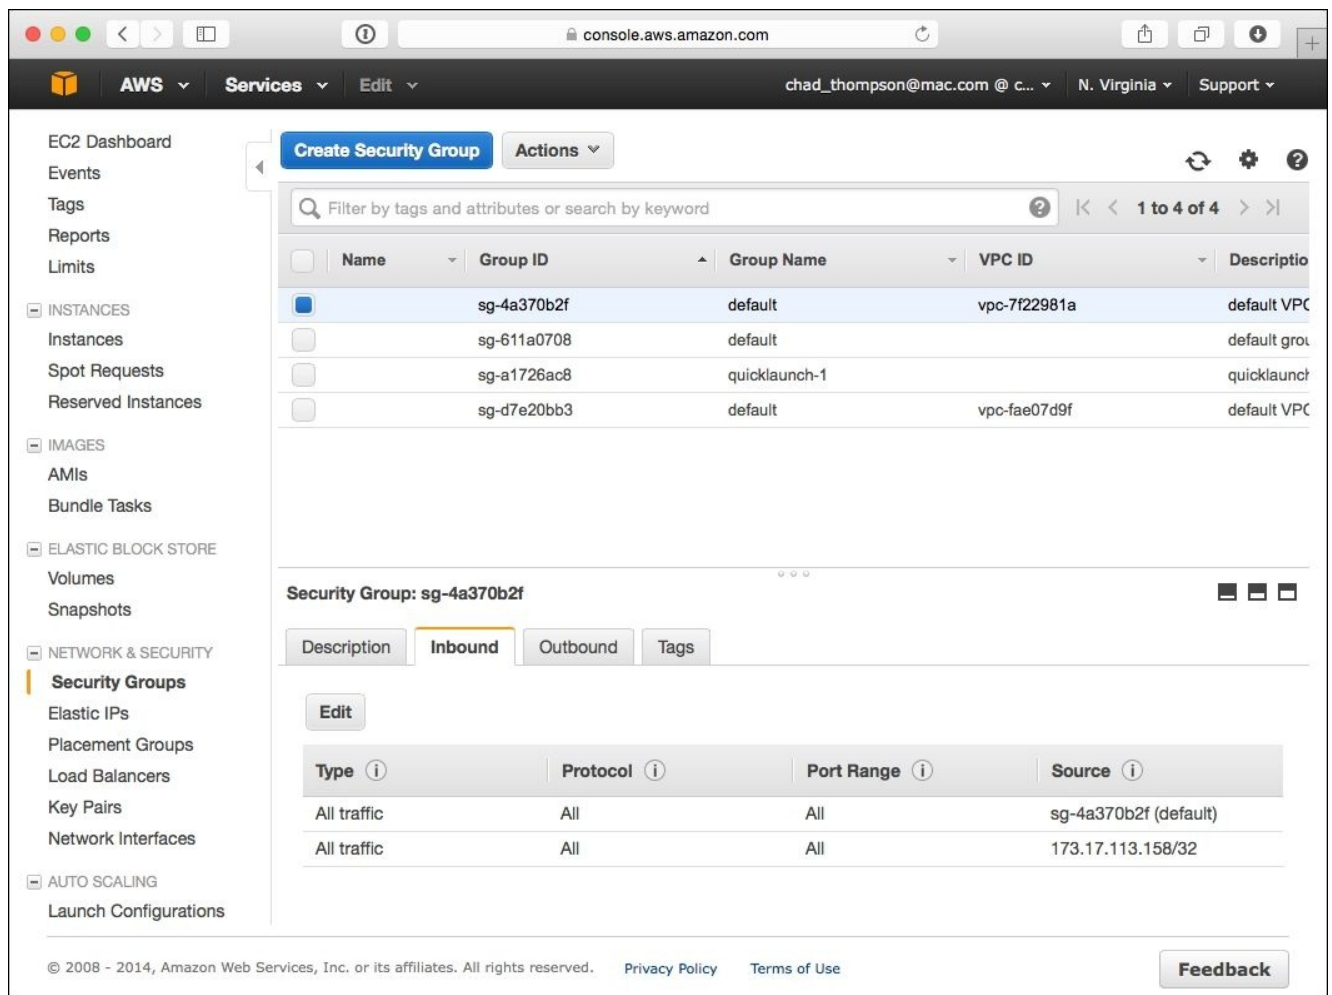 console.aws.amazon.com
AWS Services Edit chad_thompson@mac.com @ c... N. Virginia Support
EC2 Dashboard
Events
Tags
Reports
Limits
INSTANCES
Instances
Spot Requests
Reserved Instances
IMAGES
AMIs
Bundle Tasks
ELASTIC BLOCK STORE
Volumes
Snapshots
NETWORK & SECURITY
Security Groups
Elastic IPs
Placement Groups
Load Balancers
Key Pairs
Network Interfaces
AUTO SCALING
Launch Configurations
Create Security Group Actions
Filter by tags and attributes or search by keyword 1 to 4 of 4
Name Group ID Group Name VPC ID Descriptio
sg-4a370b2f default vpc-7f22981a default VPC
sg-611a0708 default default grou
sg-a1726ac8 quicklaunch-1 quicklaunch
sg-d7e20bb3 default vpc-fae07d9f default VPC
Security Group: sg-4a370b2f
Description Inbound Outbound Tags
Edit
Type Protocol Port Range Source
All traffic All All sg-4a370b2f (default)
All traffic All All 173.17.113.158/32
© 2008 - 2014, Amazon Web Services, Inc. or its affiliates. All rights reserved. Privacy Policy Terms of Use Feedback